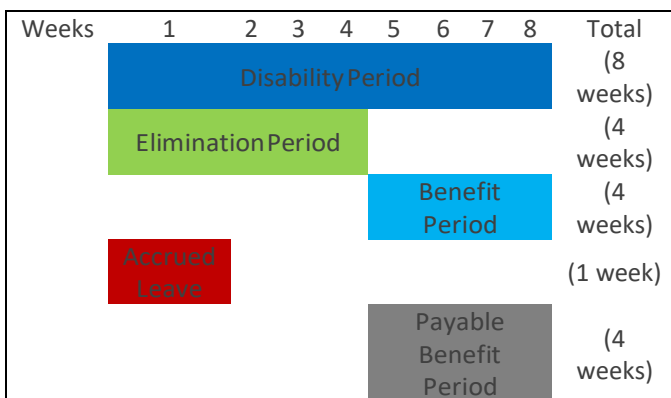 Weeks 1 2 3 4 5 6 7 8 Total
Disability Period (8 weeks)
Elimination Period (4 weeks)
Benefit Period (4 weeks)
Accrued Leave (1 week)
Payable Benefit Period (4 weeks)